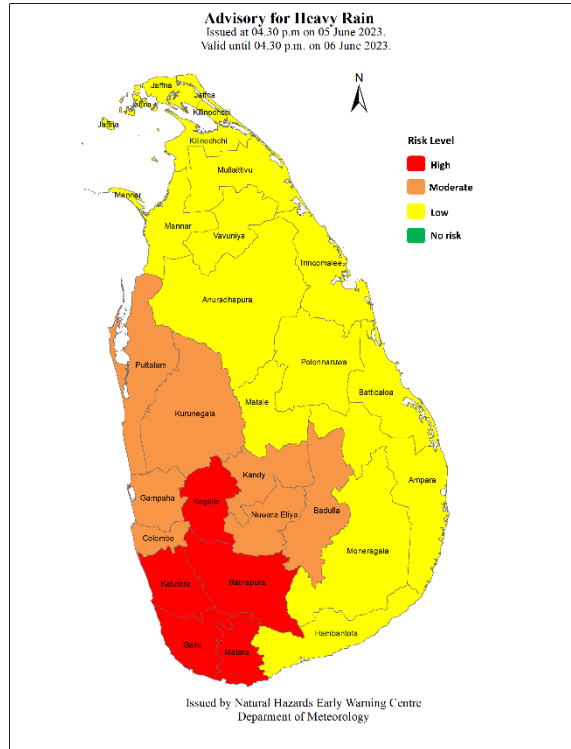 Advisory for Heavy Rain
Issued at 04.30 p.m on 05 June 2023.
Valid until 04.30 p.m. on 06 June 2023.
N
Jaffna
Jaffna
Jaffna
Kilinochchi
Jaffna
Kilinochchi
Mullaittivu
Mannar
Mannar
Vavuniya
Trincomalee
Anuradhapura
Puttalam
Polonnaruwa
Kurunegala
Matale
Batticaloa
Kandy
Ampara
Gampaha
Kegalle
Nuwara Eliya
Badulla
Colombo
Moneragala
Kalutara
Ratnapura
Hambantota
Galle
Matara
Risk Level
High
Moderate
Low
No risk
Issued by Natural Hazards Early Warning Centre
Deparment of Meteorology